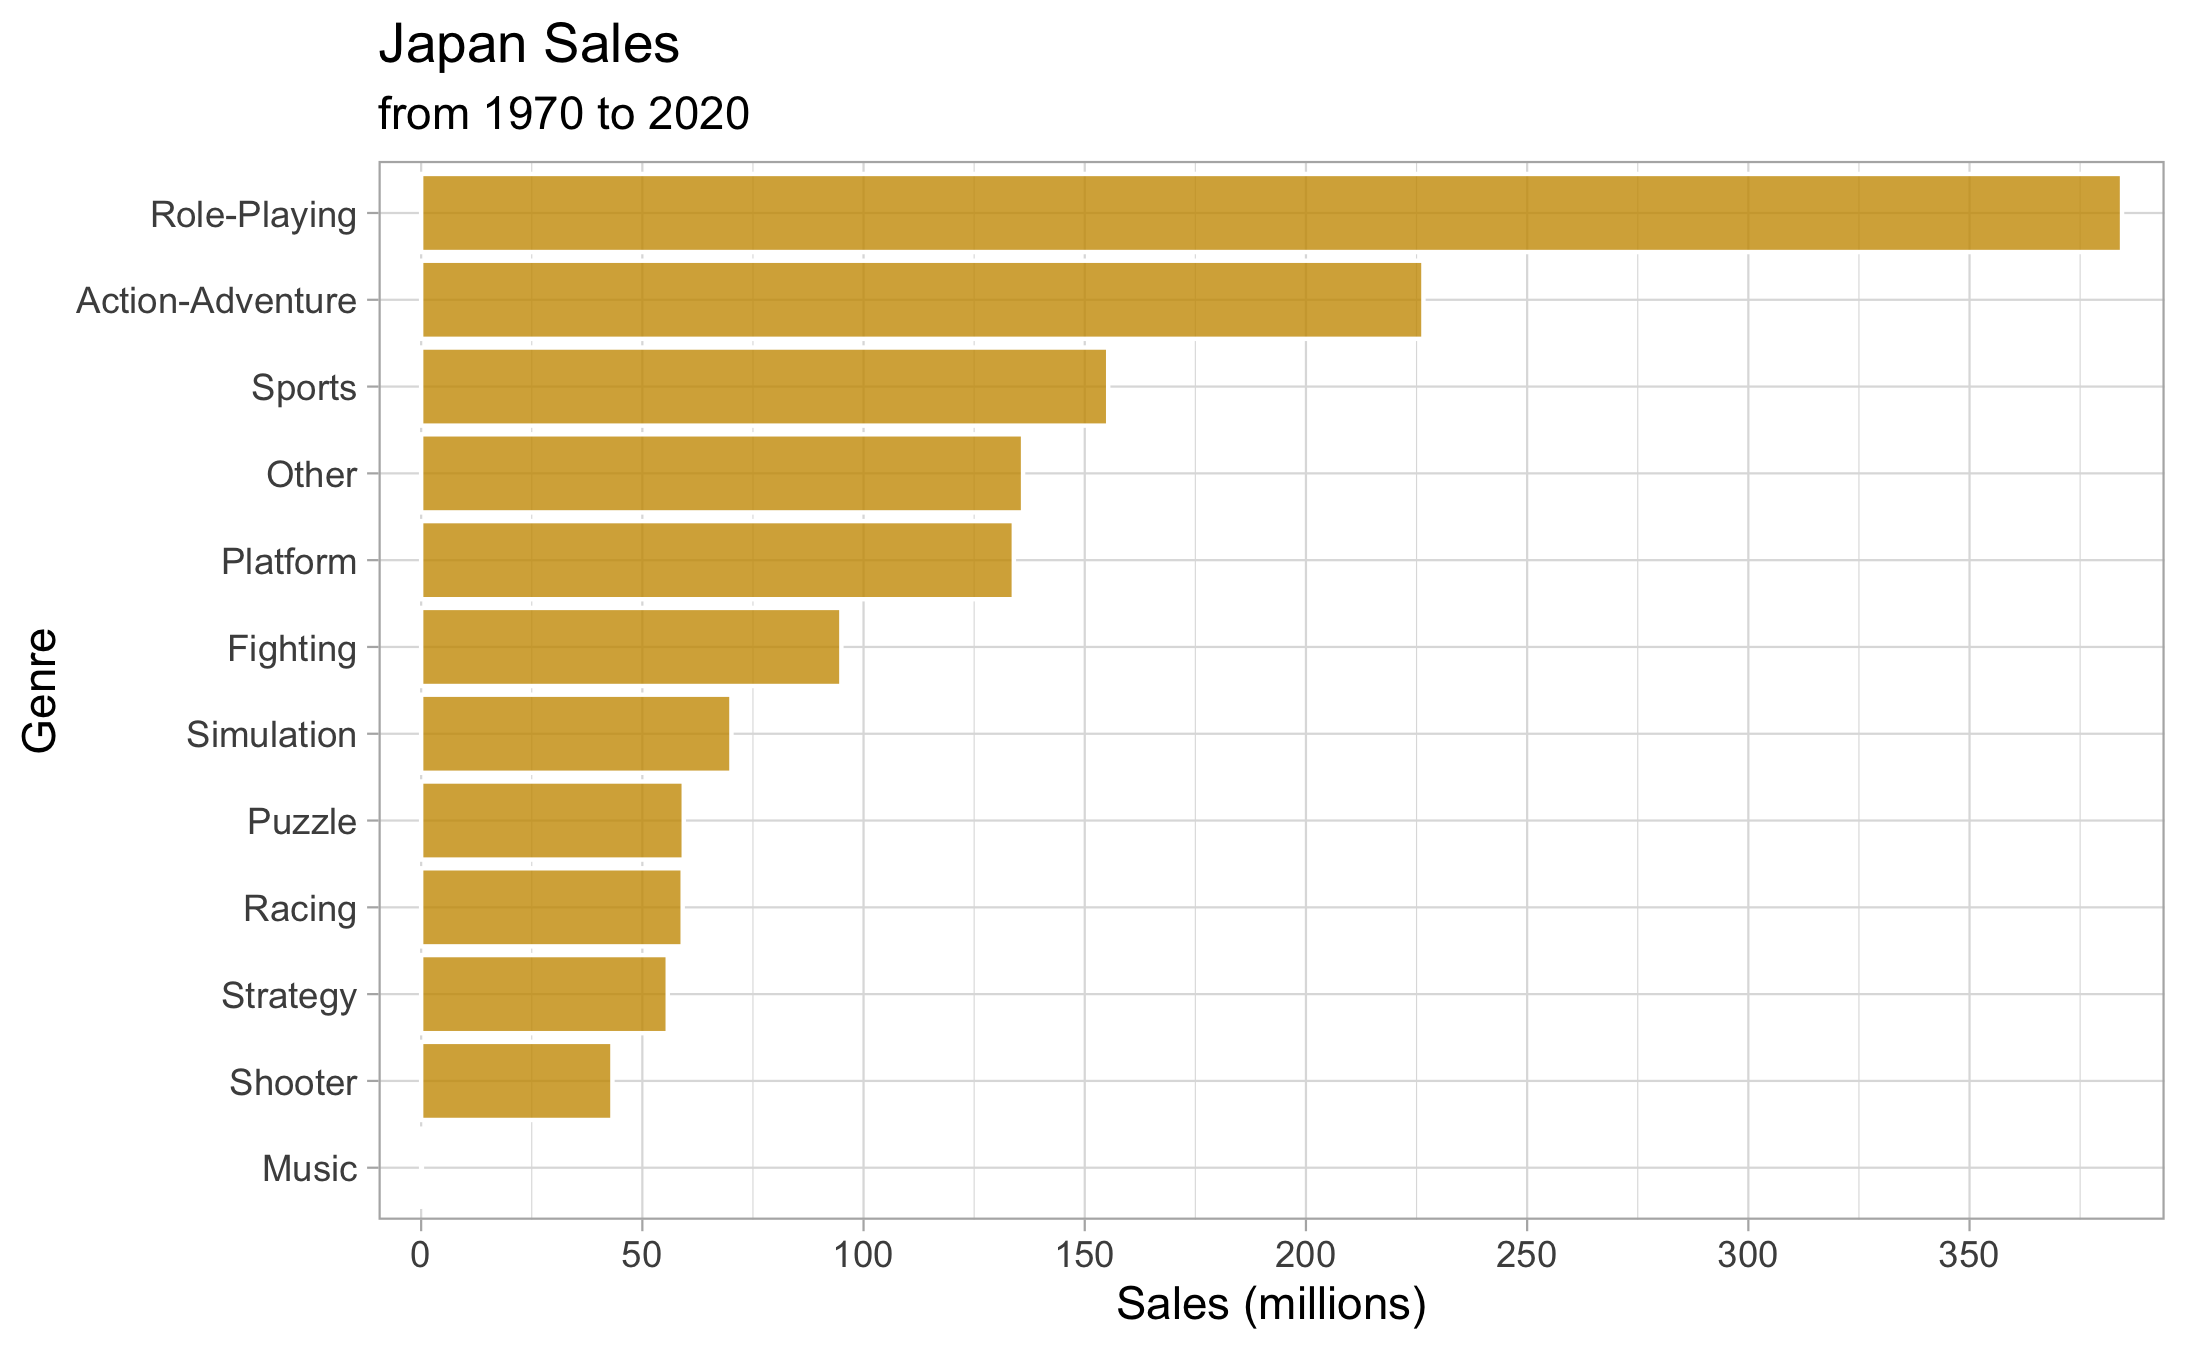 Japan Sales
from 1970 to 2020
Genre
Role-Playing
Action-Adventure
Sports
Other
Platform
Fighting
Simulation
Puzzle
Racing
Strategy
Shooter
Music
0 50 100 150 200 250 300 350
Sales (millions)